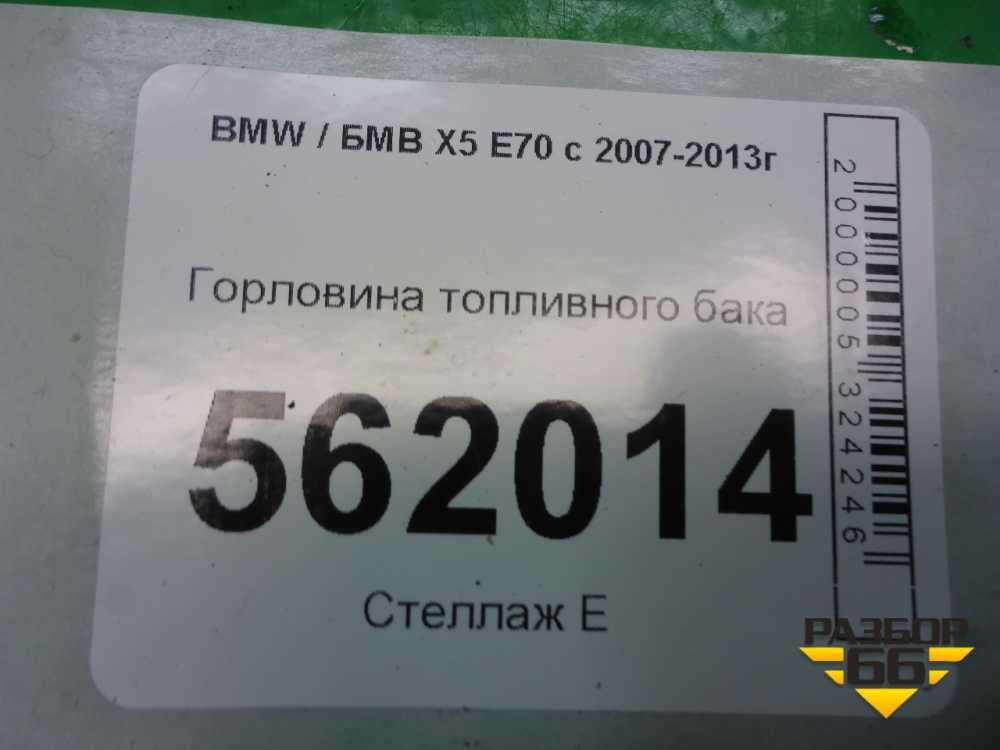 BMW / БМВ X5 E70 с 2007-2013г
Горловина топливного бака
562014
Стеллаж Е
2000005324246
РАЗБОР
66